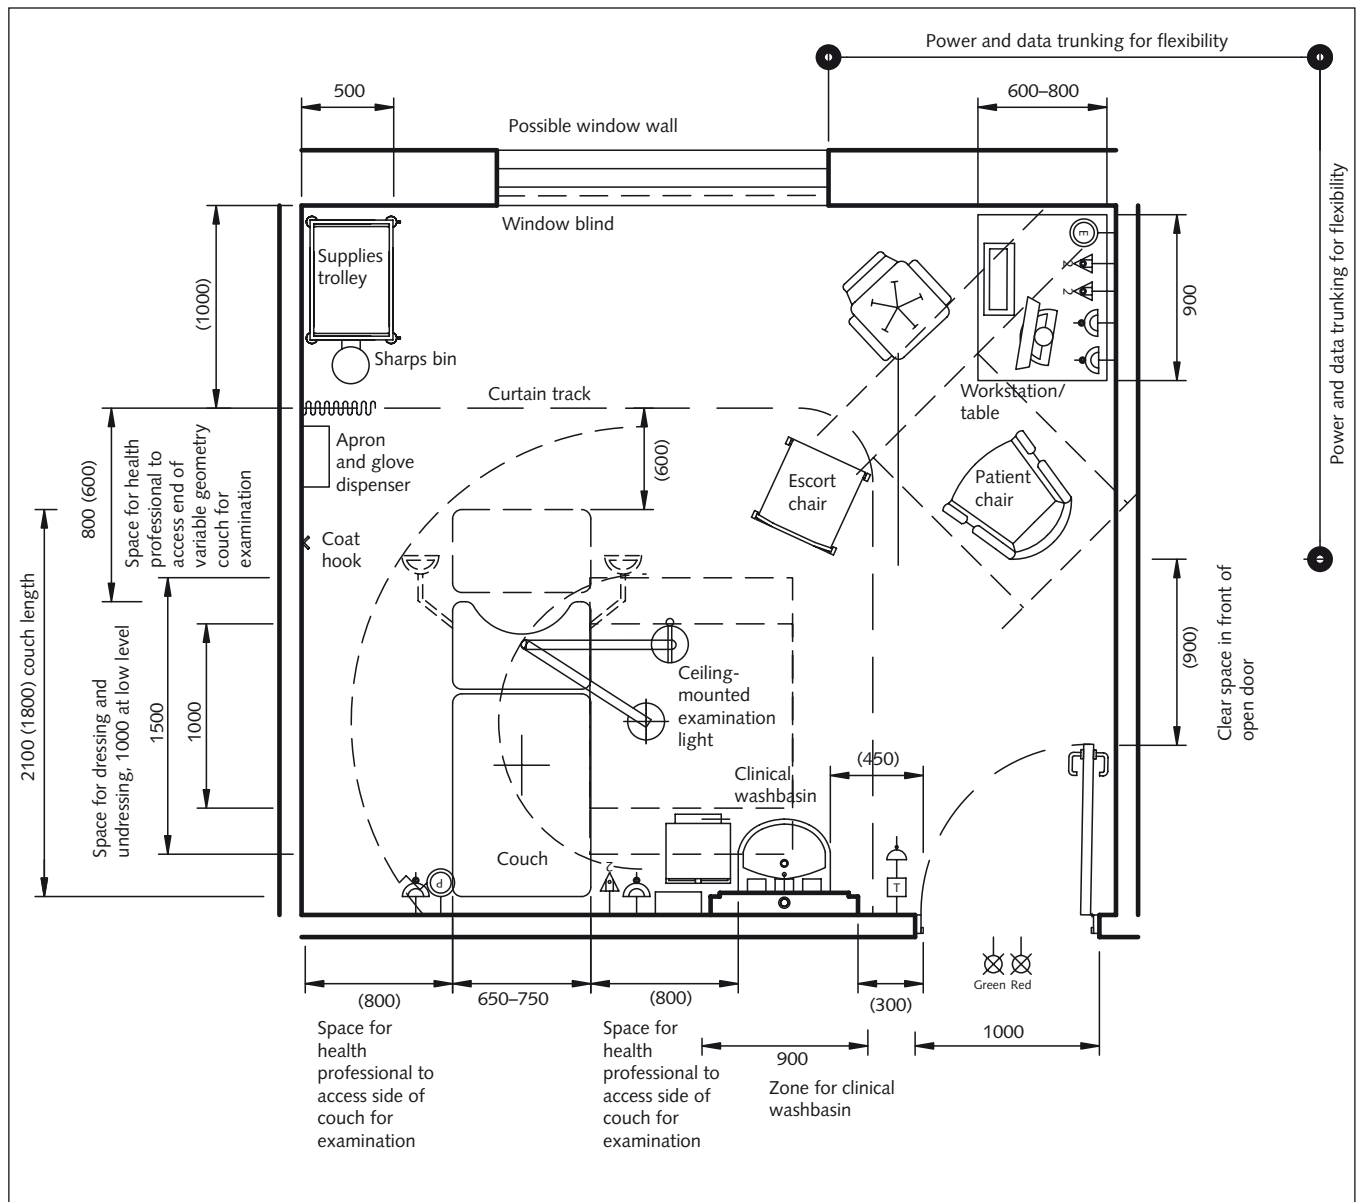 Power and data trunking for flexibility
500
600–800
Possible window wall
Power and data trunking for flexibility
Window blind
Supplies
trolley
E
2
2
(1000)
900
Sharps bin
Curtain track
Workstation/
table
800 (600)
Space for health
professional to
access end of
variable geometry
couch for
examination
Apron
and glove
dispenser
(600)
Escort
chair
Patient
chair
Coat
hook
2100 (1800) couch length
Space for dressing and
undressing, 1000 at low level
1500
1000
(900)
Clear space in front of
open door
Ceiling-
mounted
examination
light
(450)
Clinical
washbasin
Couch
P
2
T
Green Red
(800)
650–750
(800)
(300)
1000
Space for
health
professional to
access side of
couch for
examination
Space for
health
professional to
access side of
couch for
examination
900
Zone for clinical
washbasin